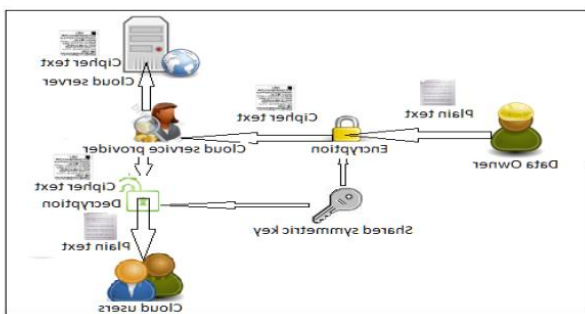 Cipher text
Cloud server
Cipher text
Plain text
Cloud service provider
Encryption
Data Owner
Cipher text
Decryption
Shared symmetric key
Plain text
Cloud users